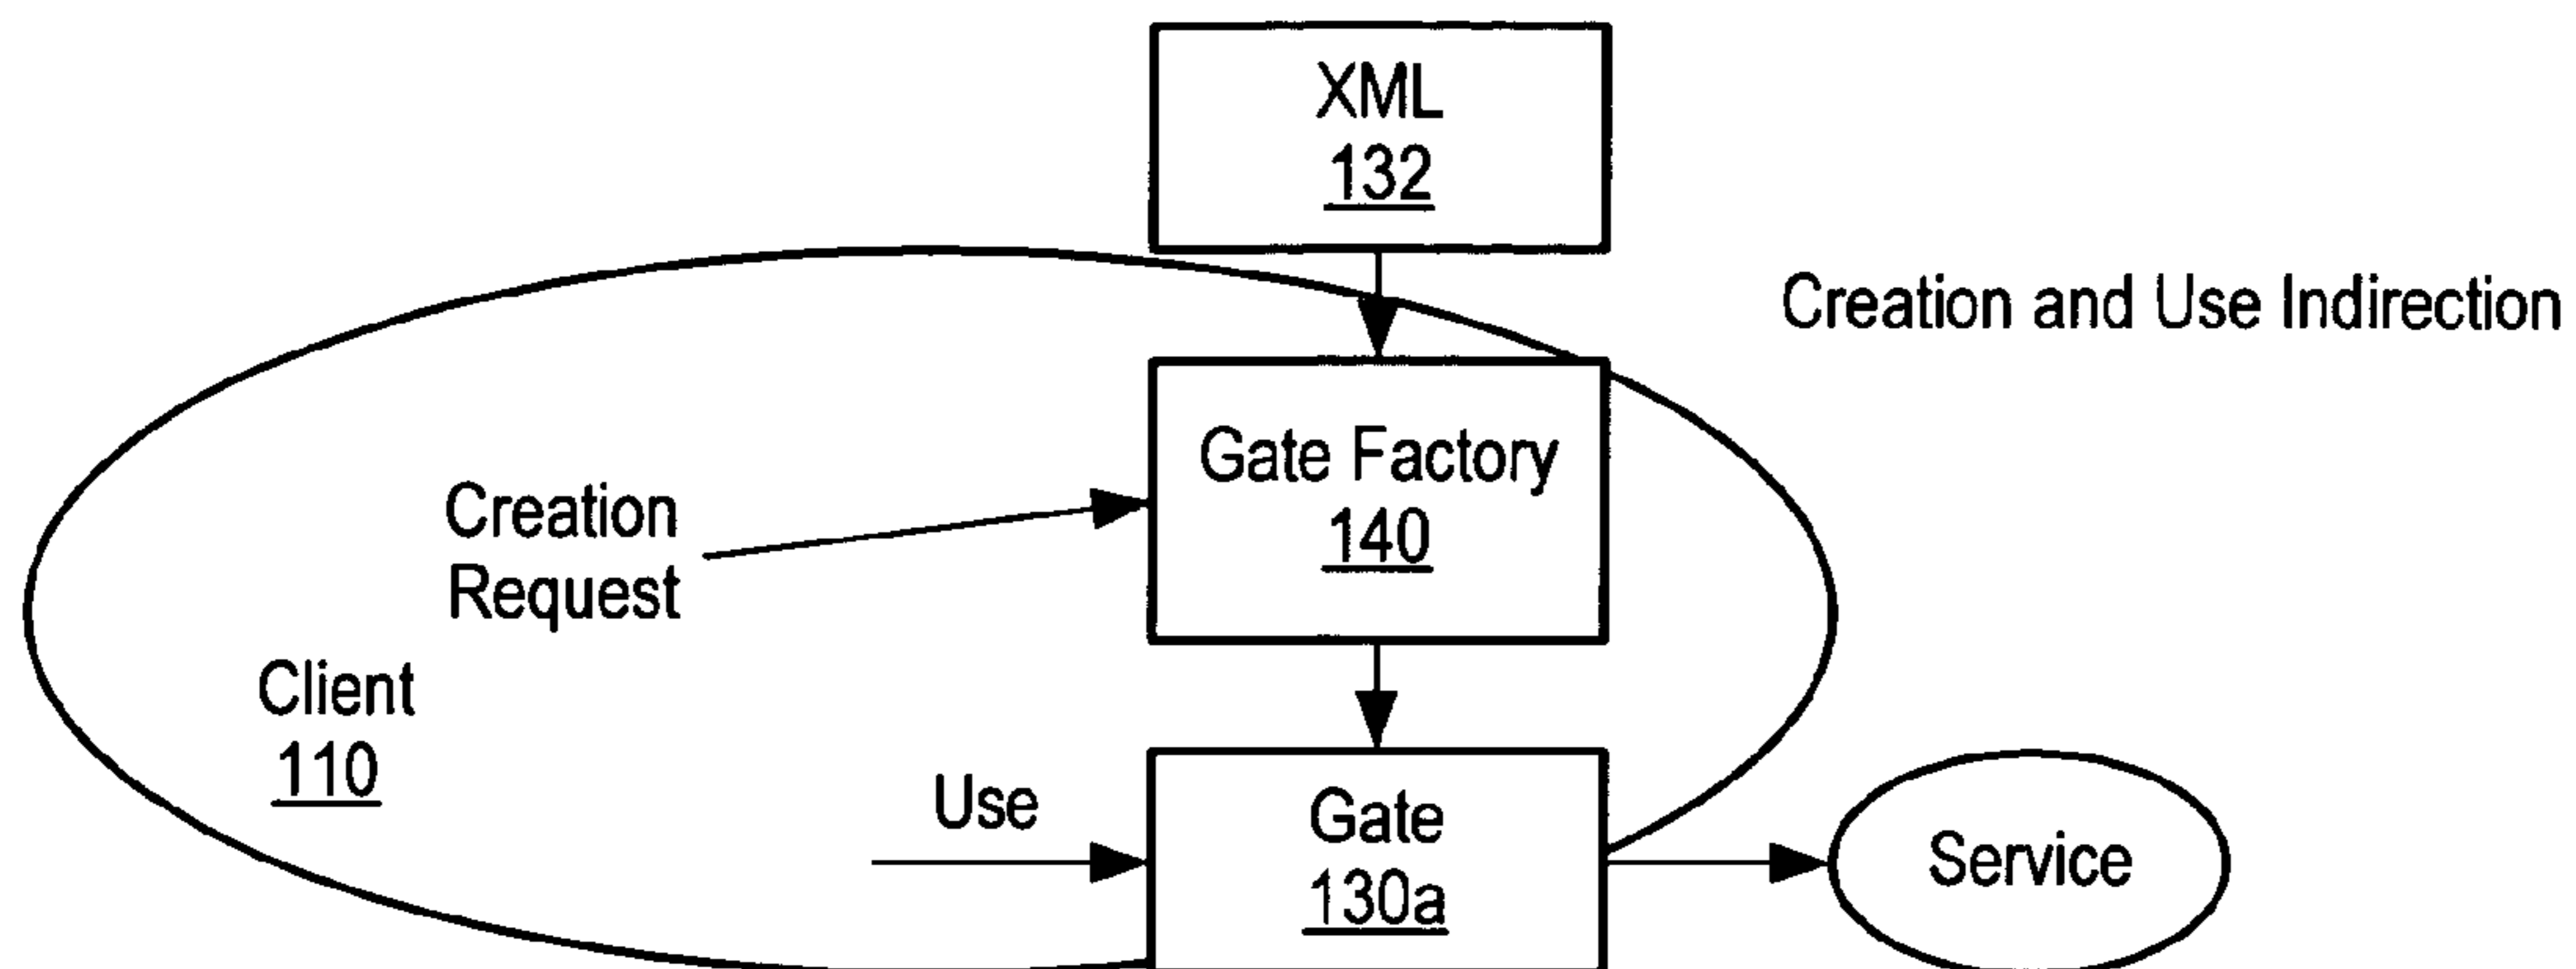 XML
132
Creation and Use Indirection
Gate Factory
140
Creation
Request
Client
110
Use
Gate
130a
Service